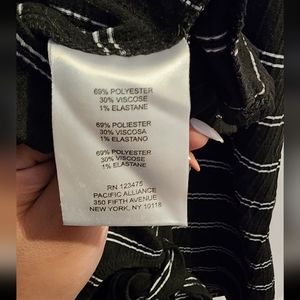 69% POLYESTER
30% VISCOSE
1% ELASTANE
69% POLIESTER
30% VISCOSA
1% ELASTANO
69% POLYESTER
30% VISCOSE
1% ELASTHANNE
RN 123475
PACIFIC ALLIANCE
350 FIFTH AVENUE
NEW YORK, NY 10118